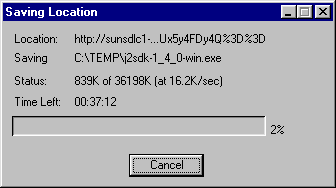 Saving Location
Location: http://sunsdlc1-...Ux5y4FDy4Q%3D%3D
Saving C:\TEMP\j2sdk-1_4_0-win.exe
Status: 839K of 36198K (at 16.2K/sec)
Time Left: 00:37:12
2%
Cancel